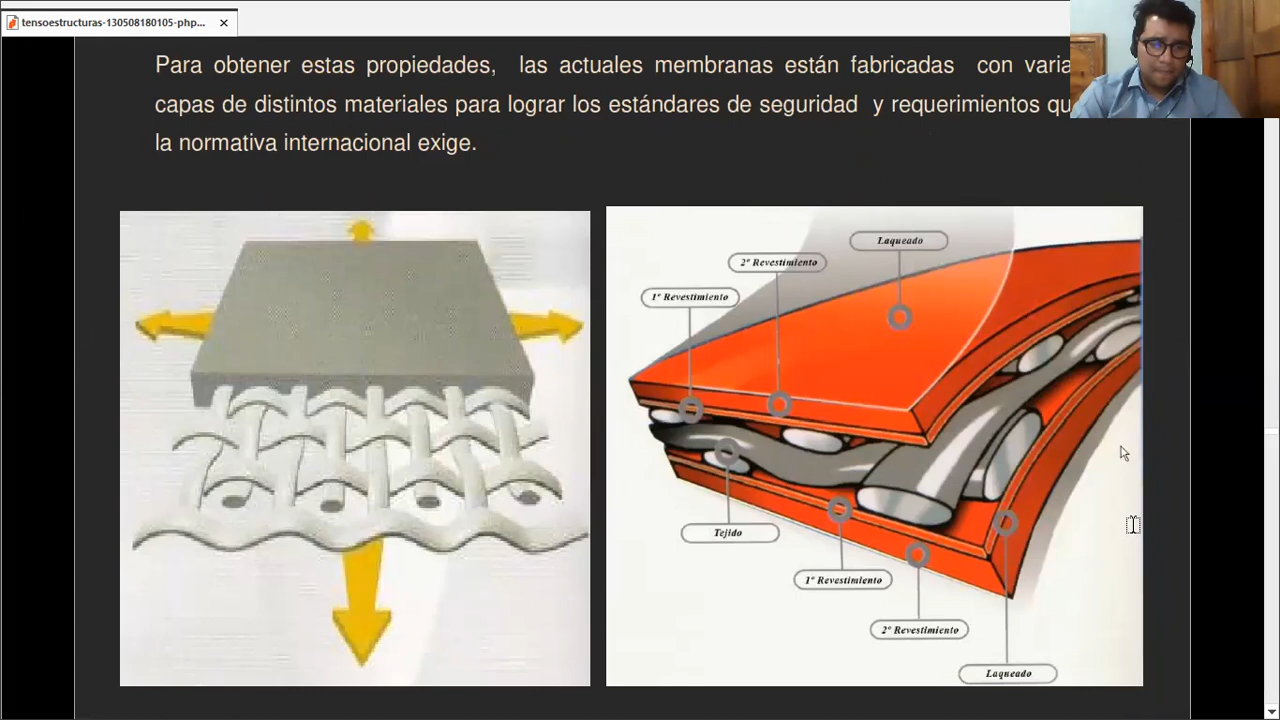 tensoestructuras-130508180105-php...
Para obtener estas propiedades, las actuales membranas están fabricadas con
capas de distintos materiales para lograr los estándares de seguridad y requerimientos
la normativa internacional exige.
Laqueado
2º Revestimiento
1º Revestimiento
Tejido
1º Revestimiento
2º Revestimiento
Laqueado